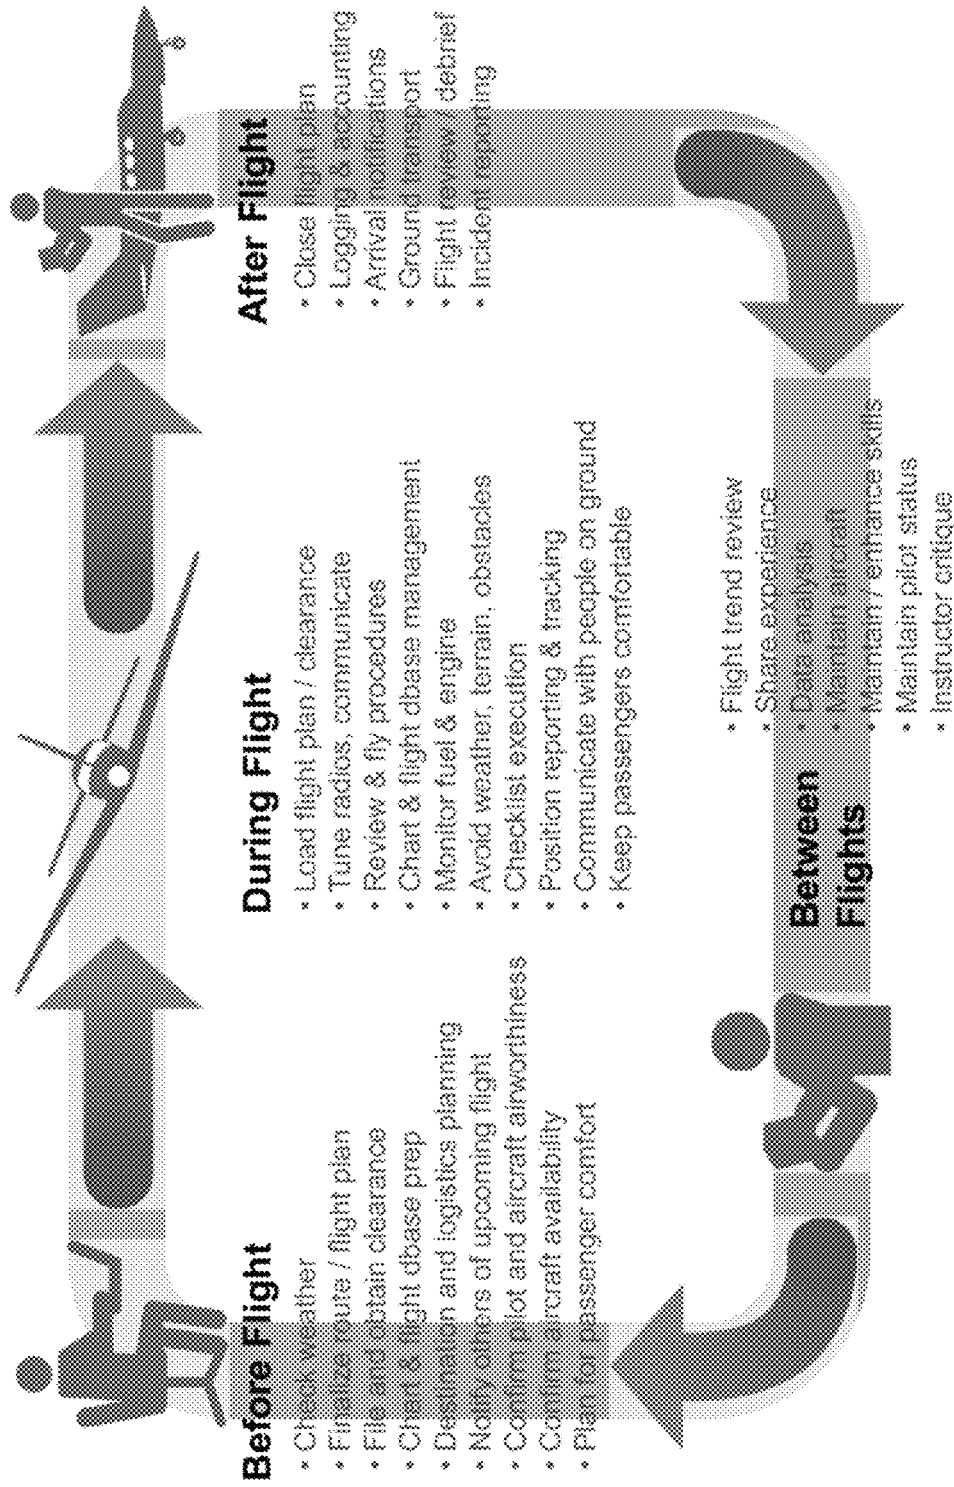 Before Flight
• Check weather
• Finalize route / flight plan
• File and obtain clearance
• Chart & flight dbase prep
• Destination and logistics planning
• Notify others of upcoming flight
• Confirm pilot and aircraft airworthiness
• Confirm aircraft availability
• Plan for passenger comfort
During Flight
• Load flight plan / clearance
• Tune radios, communicate
• Review & fly procedures
• Chart & flight dbase management
• Monitor fuel & engine
• Avoid weather, terrain, obstacles
• Checklist execution
• Position reporting & tracking
• Communicate with people on ground
• Keep passengers comfortable
After Flight
• Close flight plan
• Logging & accounting
• Arrival notifications
• Ground transport
• Flight review / debrief
• Incident reporting
Between
Flights
• Flight trend review
• Share experience
• Data analysis
• Maintain aircraft
• Maintain / enhance skills
• Maintain pilot status
• Instructor critique